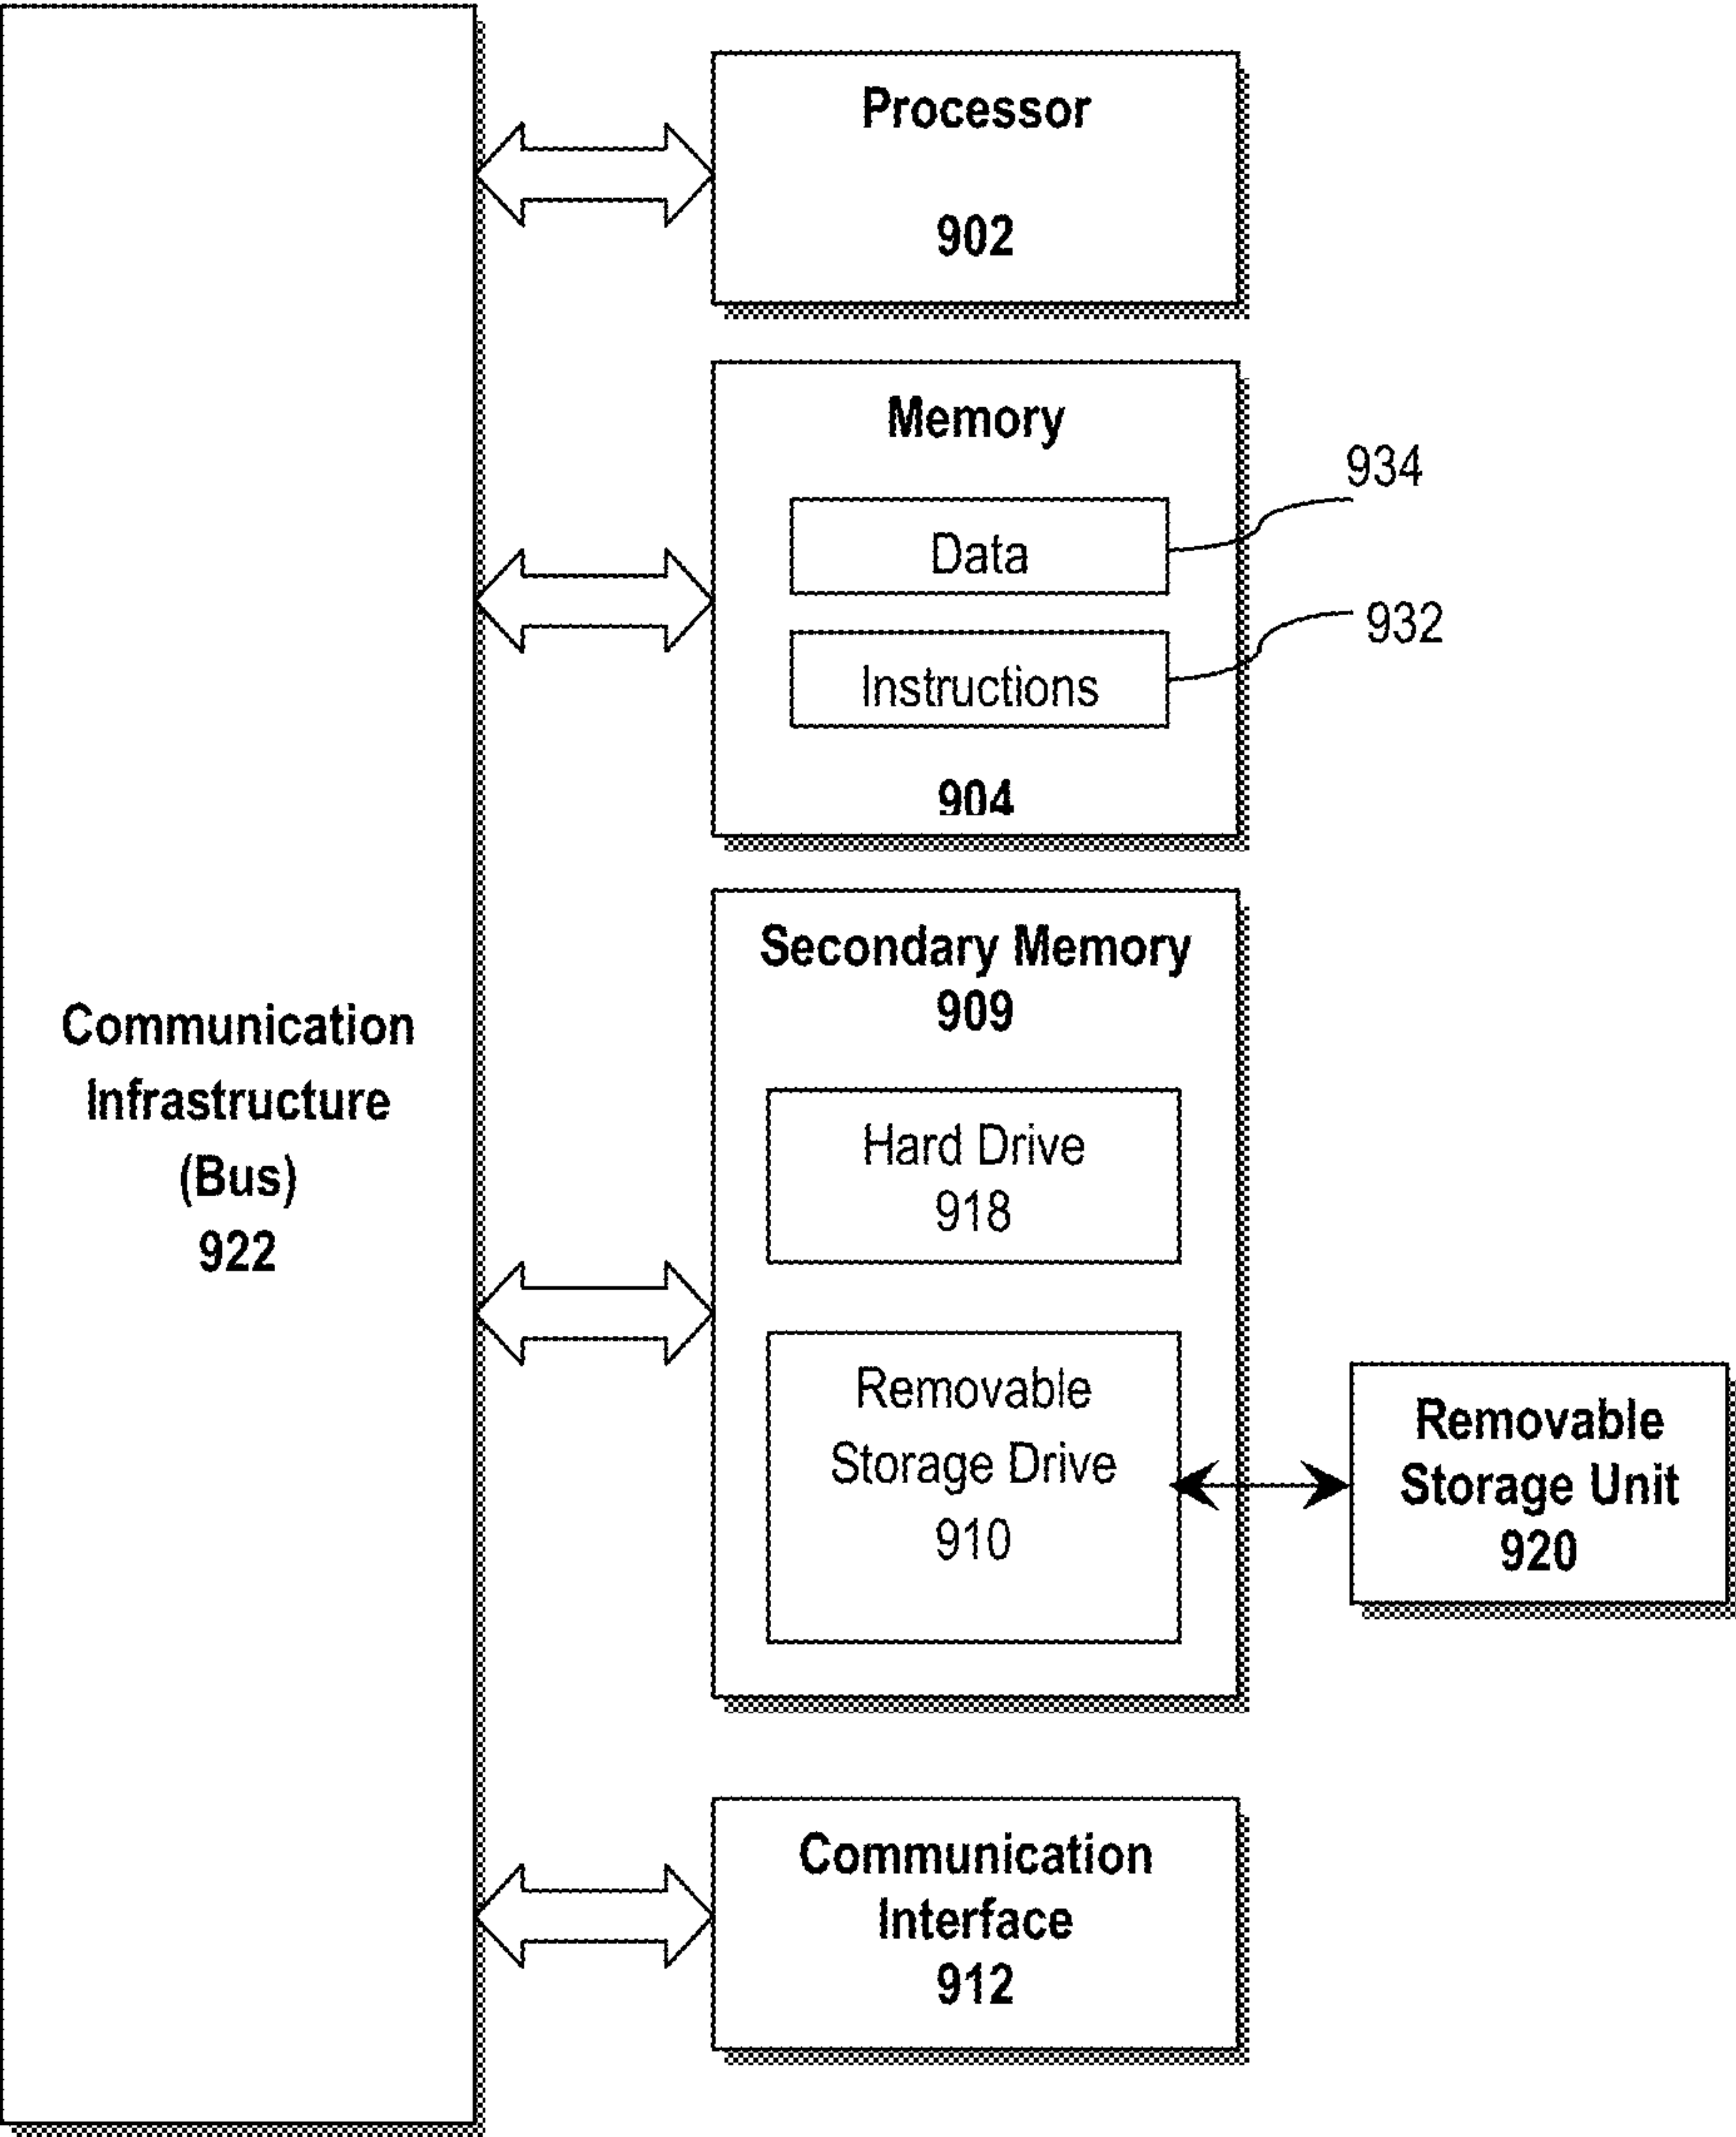 Processor
902
Memory
934
Data
932
Instructions
904
Secondary Memory
909
Communication
Infrastructure
(Bus)
922
Hard Drive
918
Removable
Storage Drive
910
Removable
Storage Unit
920
Communication
Interface
912